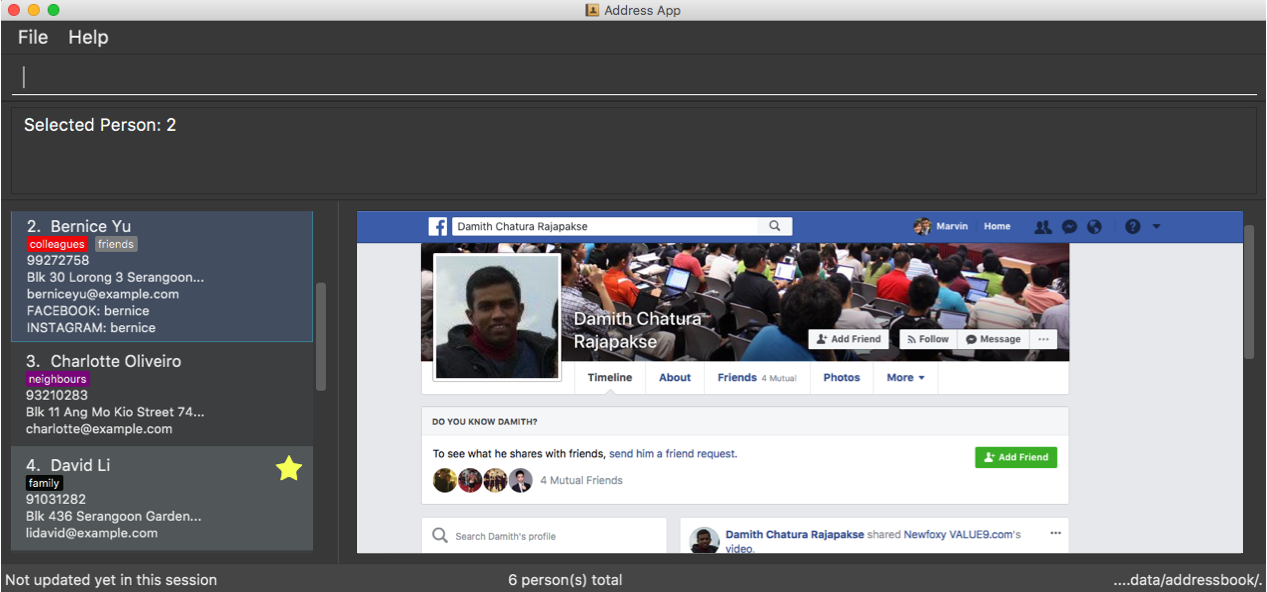 Address App
File Help
Selected Person: 2
2. Bernice Yu
colleagues friends
99272758
Blk 30 Lorong 3 Serangoon...
berniceyu@example.com
FACEBOOK: bernice
INSTAGRAM: bernice
3. Charlotte Oliveiro
neighbours
93210283
Blk 11 Ang Mo Kio Street 74...
charlotte@example.com
4. David Li
family
91031282
Blk 436 Serangoon Garden...
lidavid@example.com
f Damith Chatura Rajapakse Marvin Home ?
Damith Chatura
Rajapakse
Add Friend Follow Message ...
Timeline About Friends 4 Mutual Photos More
DO YOU KNOW DAMITH?
To see what he shares with friends, send him a friend request.
Add Friend
4 Mutual Friends
Search Damith's profile
Damith Chatura Rajapakse shared Newfoxy VALUE9.com's ...
video.
Not updated yet in this session 6 person(s) total ....data/addressbook/.